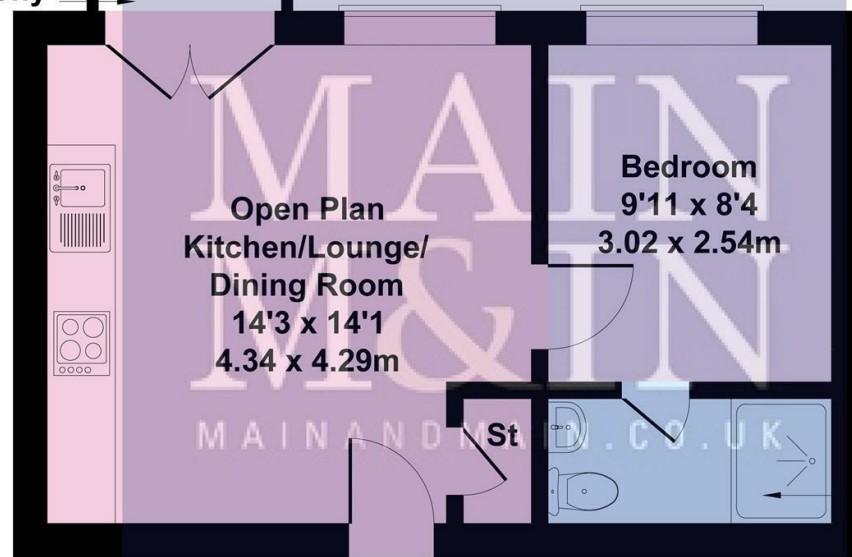 Open Plan
Kitchen/Lounge/
Dining Room
14'3 x 14'1
4.34 x 4.29m
Bedroom
9'11 x 8'4
3.02 x 2.54m
St
MAIN
&
MAIN
MAINANDMAIN.CO.UK